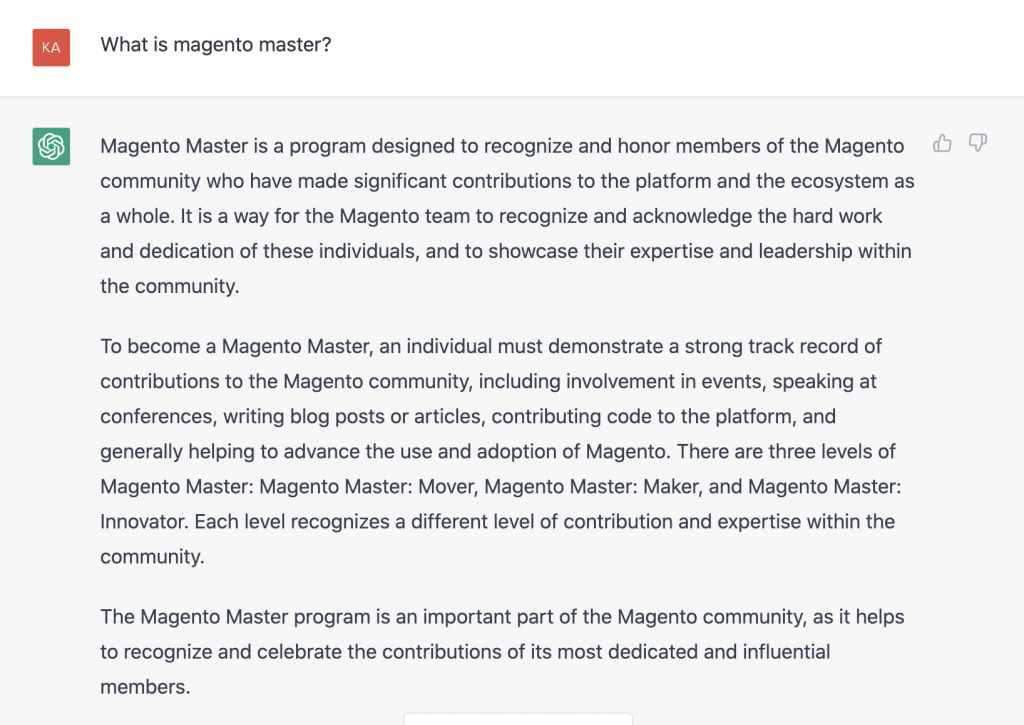 KA
What is magento master?
Magento Master is a program designed to recognize and honor members of the Magento
community who have made significant contributions to the platform and the ecosystem as
a whole. It is a way for the Magento team to recognize and acknowledge the hard work
and dedication of these individuals, and to showcase their expertise and leadership within
the community.
To become a Magento Master, an individual must demonstrate a strong track record of
contributions to the Magento community, including involvement in events, speaking at
conferences, writing blog posts or articles, contributing code to the platform, and
generally helping to advance the use and adoption of Magento. There are three levels of
Magento Master: Magento Master: Mover, Magento Master: Maker, and Magento Master:
Innovator. Each level recognizes a different level of contribution and expertise within the
community.
The Magento Master program is an important part of the Magento community, as it helps
to recognize and celebrate the contributions of its most dedicated and influential
members.